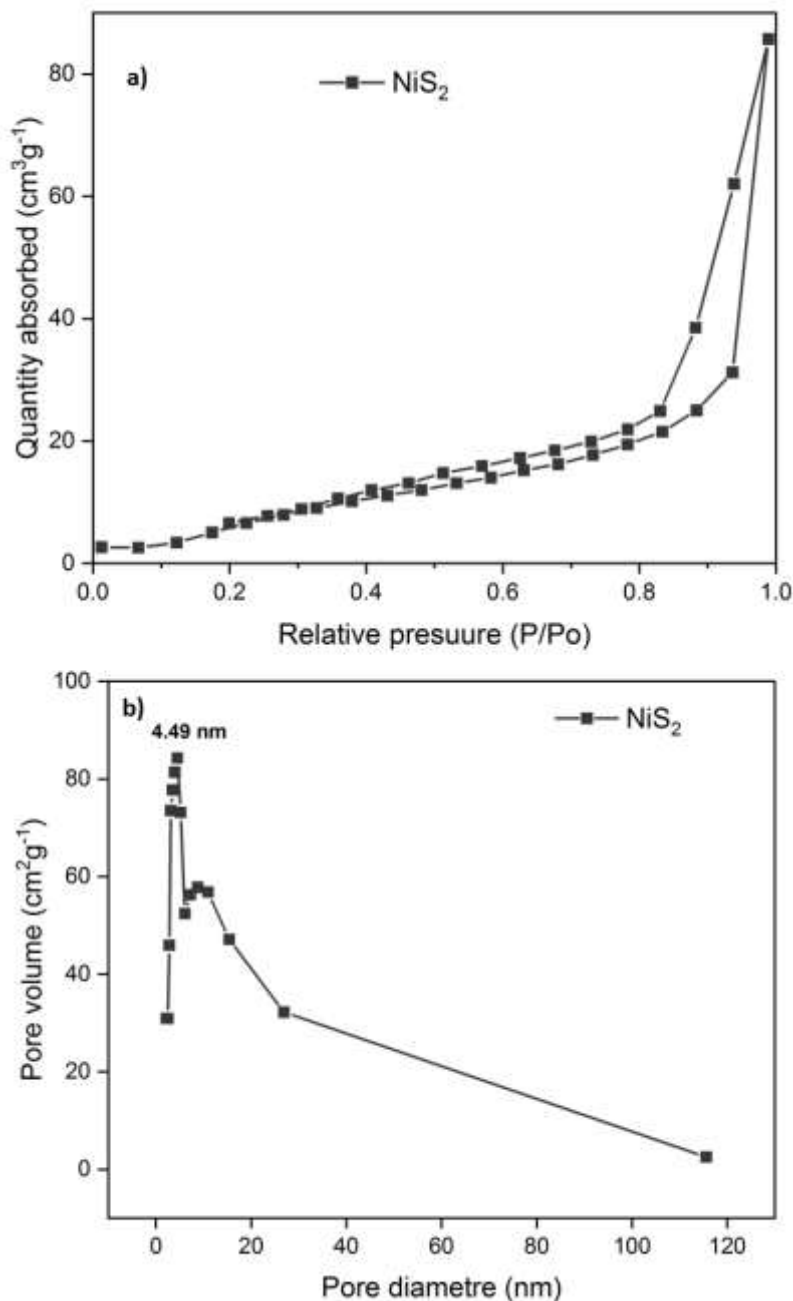 a)
NiS₂
Quantity absorbed (cm³g⁻¹)
80
60
40
20
0
0.0 0.2 0.4 0.6 0.8 1.0
Relative presuure (P/Po)
b)
4.49 nm
NiS₂
Pore volume (cm²g⁻¹)
100
80
60
40
20
0
0 20 40 60 80 100 120
Pore diametre (nm)